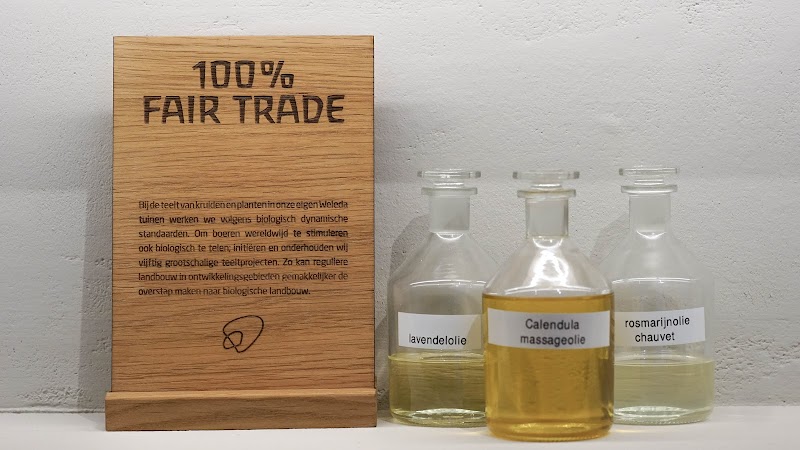 100%
FAIR TRADE
Bij de teelt van kruiden en planten in onze eigen Weleda
tuinen werken we volgens biologisch dynamische
standaarden. Om boeren wereldwijd te stimuleren
ook biologisch te telen, initiëren en onderhouden wij
vijftig grootschalige teeltprojecten. Zo kan reguliere
landbouw in ontwikkelingsgebieden gemakkelijker de
overstap maken naar biologische landbouw.
lavendelolie
Calendula
massageolie
rosmarijnolie
chauvet